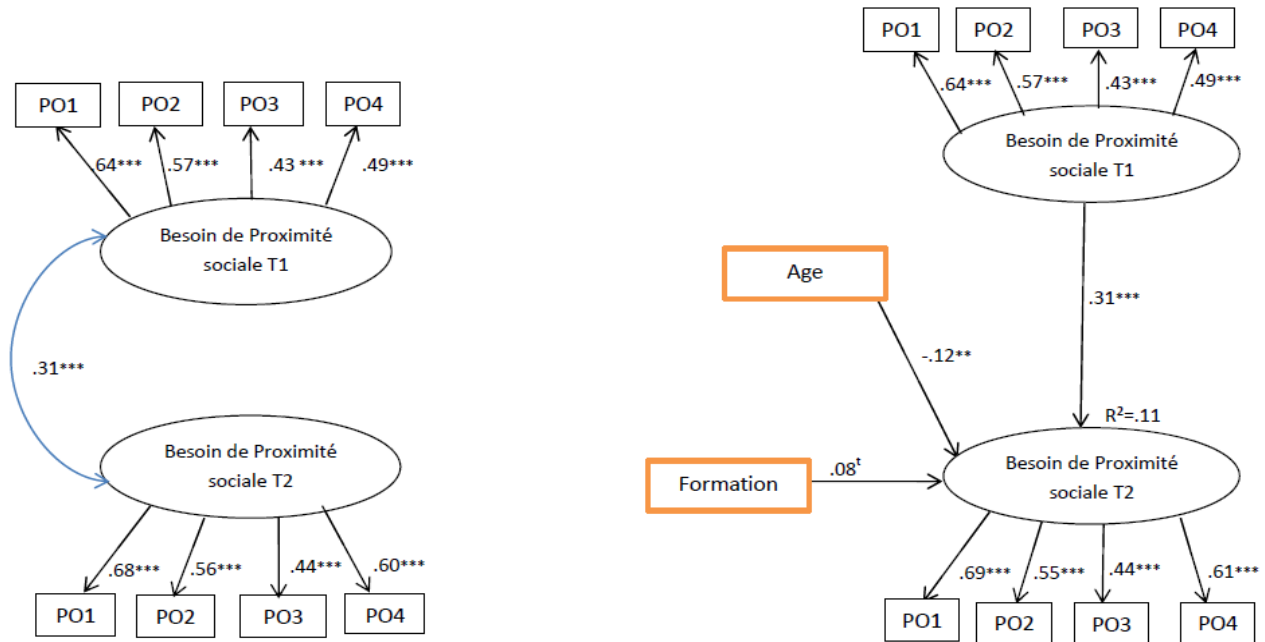 PO1 PO2 PO3 PO4
.64*** .57*** .43 *** .49***
Besoin de Proximité
sociale T1
.31***
Besoin de Proximité
sociale T2
.68*** .56*** .44*** .60***
PO1 PO2 PO3 PO4
PO1 PO2 PO3 PO4
.64*** .57*** .43*** .49***
Besoin de Proximité
sociale T1
Age
.31***
-.12**
R²=.11
Formation
.08ᵗ
Besoin de Proximité
sociale T2
.69*** .55*** .44*** .61***
PO1 PO2 PO3 PO4